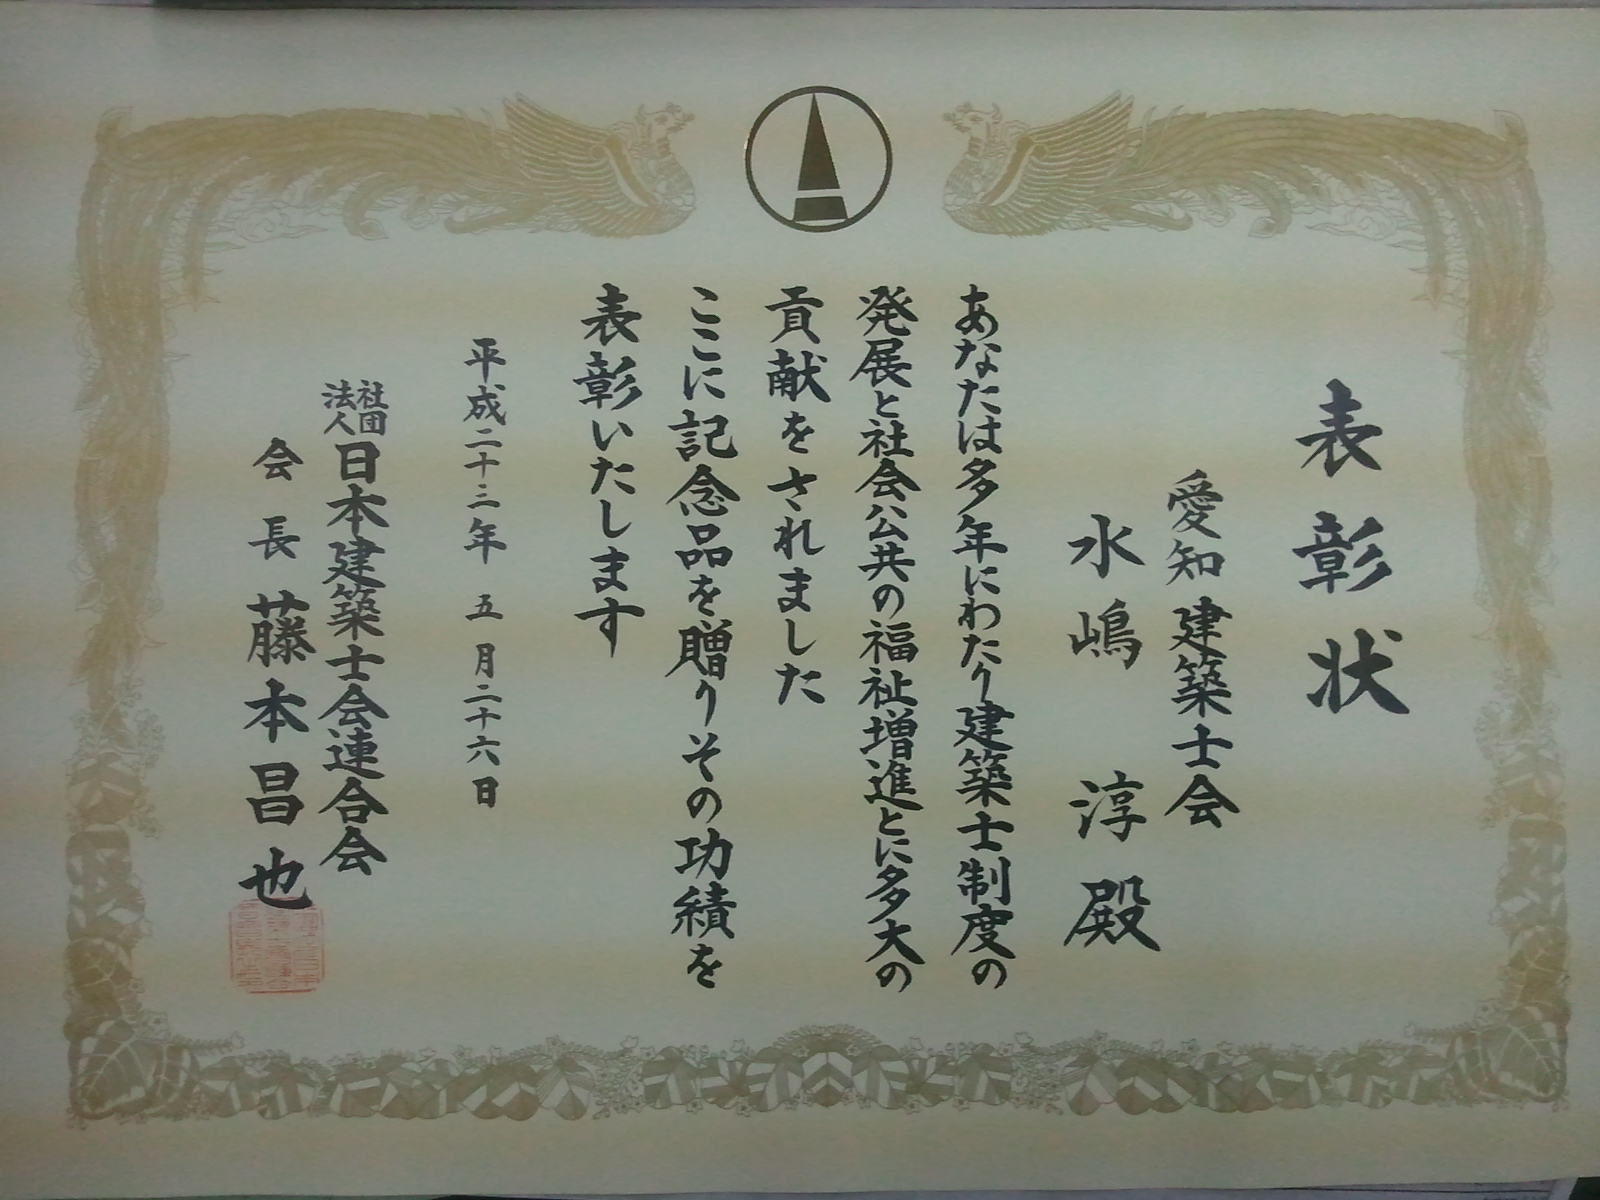 表彰状
愛知建築士会
水嶋淳殿
あなたは多年にわたり建築士制度の
発展と社会公共の福祉増進とに多大の
貢献をされました
ここに記念品を贈りその功績を
表彰いたします
平成二十三年五月二十六日
社団法人日本建築士会連合会
会長藤本昌也